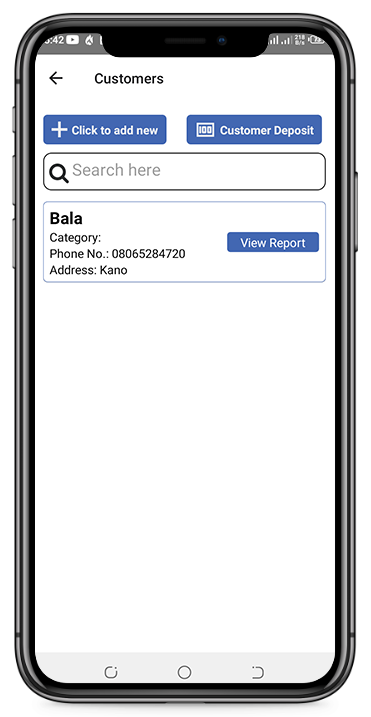 :42
218
B/s
Customers
Click to add new
Customer Deposit
Search here
Bala
Category:
Phone No.: 08065284720
View Report
Address: Kano